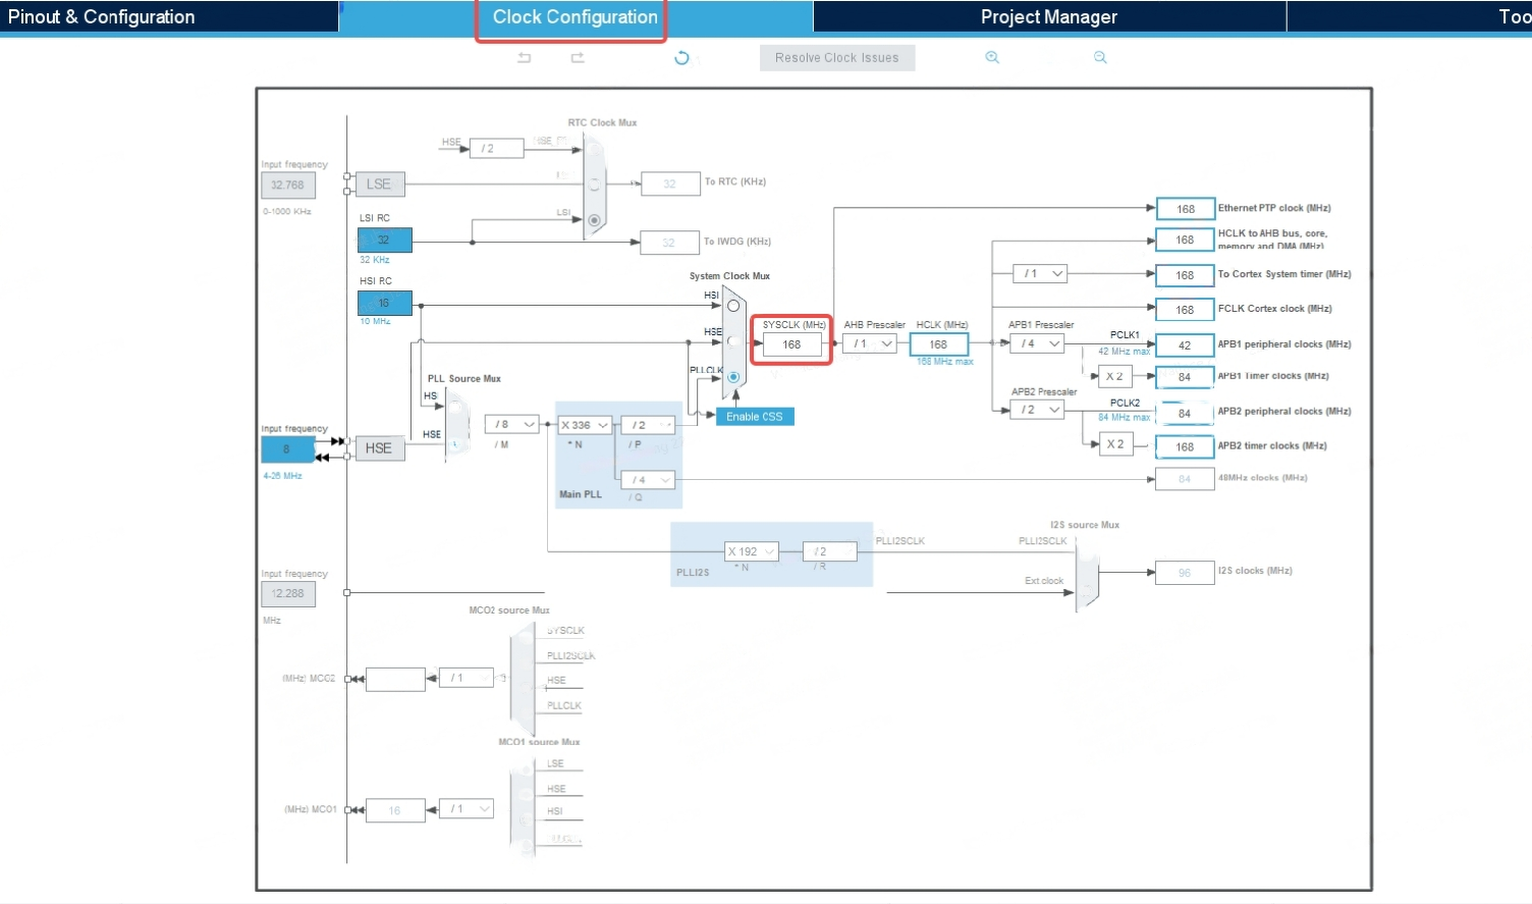 Pinout & Configuration
Clock Configuration
Project Manager
Too
Resolve Clock Issues
RTC Clock Mux
HSE
/ 2
Input frequency
32.768
0-1000 KHz
LSE
32
To RTC (KHz)
LSI RC
32
32 KHz
LSI
32
To IWDG (KHz)
HSI RC
16
System Clock Mux
HSI
HSE
PLLCLK
SYSCLK (MHz)
168
AHB Prescaler
/ 1
HCLK (MHz)
168
168 MHz max
168
Ethernet PTP clock (MHz)
168
HCLK to AHB bus, core,
memory and DMA (MHz)
/ 1
168
To Cortex System timer (MHz)
168
FCLK Cortex clock (MHz)
APB1 Prescaler
/ 4
PCLK1
42 MHz max
42
APB1 peripheral clocks (MHz)
X 2
84
APB1 Timer clocks (MHz)
APB2 Prescaler
/ 2
PCLK2
84 MHz max
84
APB2 peripheral clocks (MHz)
X 2
168
APB2 timer clocks (MHz)
84
48MHz clocks (MHz)
PLL Source Mux
HSE
Enable CSS
Input frequency
8
4-26 MHz
HSE
/ 8
/ M
X 336
* N
/ 2
/ P
/ 4
/ Q
Main PLL
I2S source Mux
X 192
* N
/ 2
/ R
PLLI2S
PLLI2SCLK
PLLI2SCLK
Ext clock
96
I2S clocks (MHz)
Input frequency
12.288
MHz
MCO2 source Mux
SYSCLK
PLLI2SCLK
HSE
PLLCLK
(MHz) MCO2
/ 1
MCO1 source Mux
LSE
HSE
HSI
(MHz) MCO1
16
/ 1